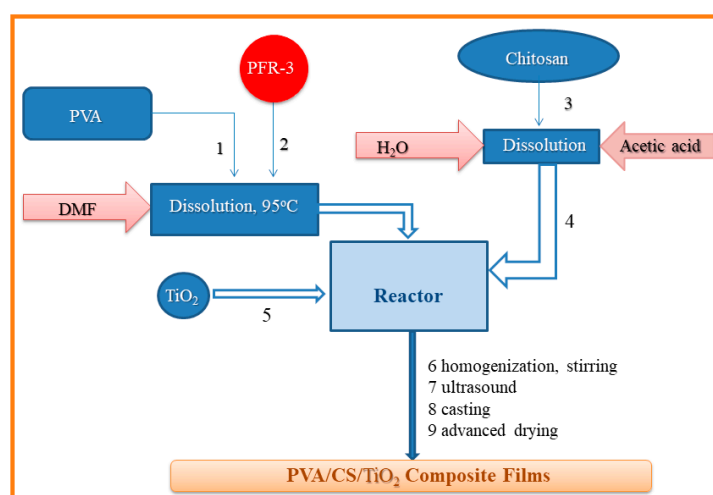 PFR-3
Chitosan
PVA
3
1
2
H₂O
Dissolution
Acetic acid
DMF
Dissolution, 95°C
4
TiO₂
5
Reactor
6 homogenization, stirring
7 ultrasound
8 casting
9 advanced drying
PVA/CS/TiO₂ Composite Films